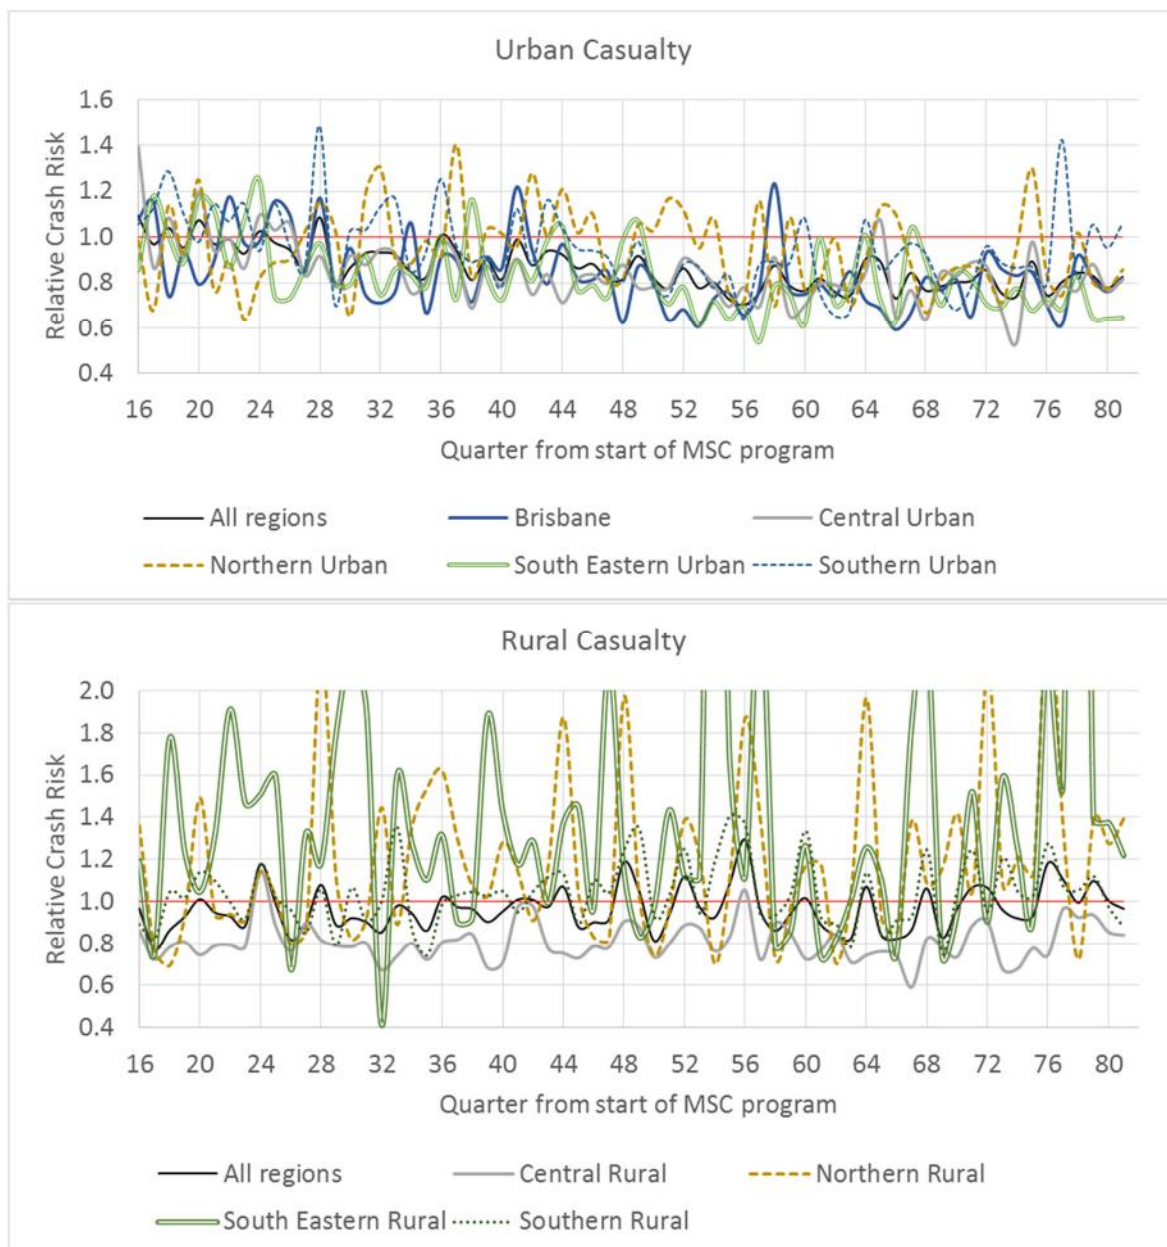 Urban Casualty
Relative Crash Risk
1.6
1.4
1.2
1.0
0.8
0.6
0.4
16 20 24 28 32 36 40 44 48 52 56 60 64 68 72 76 80
Quarter from start of MSC program
All regions Brisbane Central Urban
Northern Urban South Eastern Urban Southern Urban
Rural Casualty
Relative Crash Risk
2.0
1.8
1.6
1.4
1.2
1.0
0.8
0.6
0.4
16 20 24 28 32 36 40 44 48 52 56 60 64 68 72 76 80
Quarter from start of MSC program
All regions Central Rural Northern Rural
South Eastern Rural Southern Rural